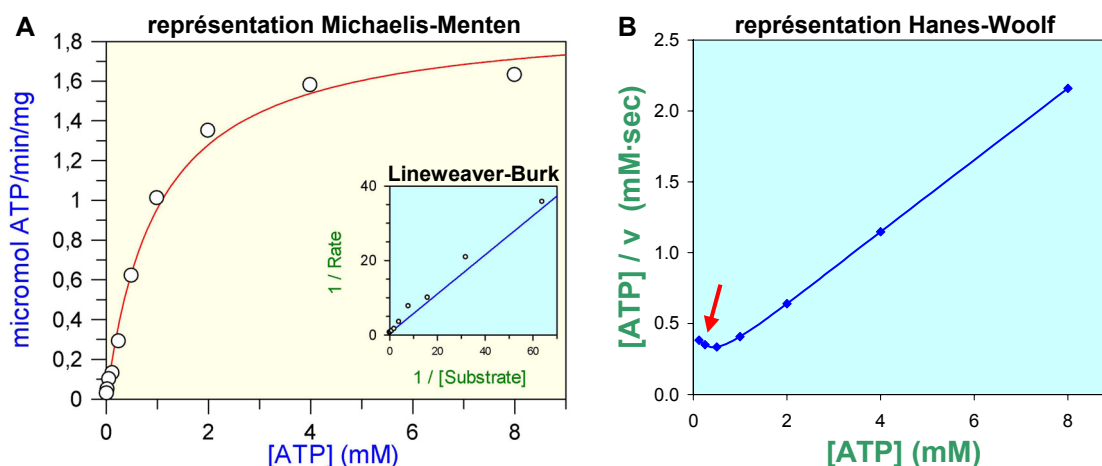 A
représentation Michaelis-Menten
micromol ATP/min/mg
1,8
1,6
1,4
1,2
1
0,8
0,6
0,4
0,2
0
0 2 4 6 8
[ATP] (mM)
Lineweaver-Burk
1 / Rate
40
20
0
0 20 40 60
1 / [Substrate]
B
représentation Hanes-Woolf
[ATP] / v (mM·sec)
2.5
2.0
1.5
1.0
0.5
0.0
0 2 4 6 8
[ATP] (mM)